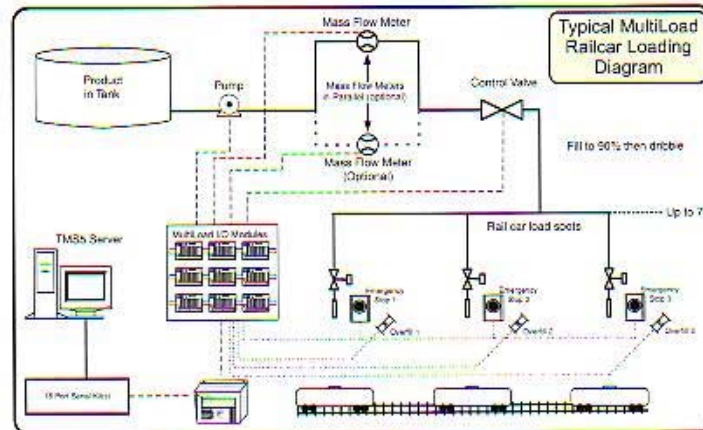 Typical MultiLoad
Railcar Loading
Diagram
Mass Flow Meter
Product
in Tank
Pump
Mass Flow Meters
in Parallel (optional)
Control Valve
Mass Flow Meter
(Optional)
Fill to 90% then dribble
MultiLoad I/O Modules
Up to 7
Rail car load spots
TMS5 Server
Emergency
Stop 1
Emergency
Stop 2
Emergency
Stop 3
Overfill 1
Overfill 2
Overfill 3
Port Serial